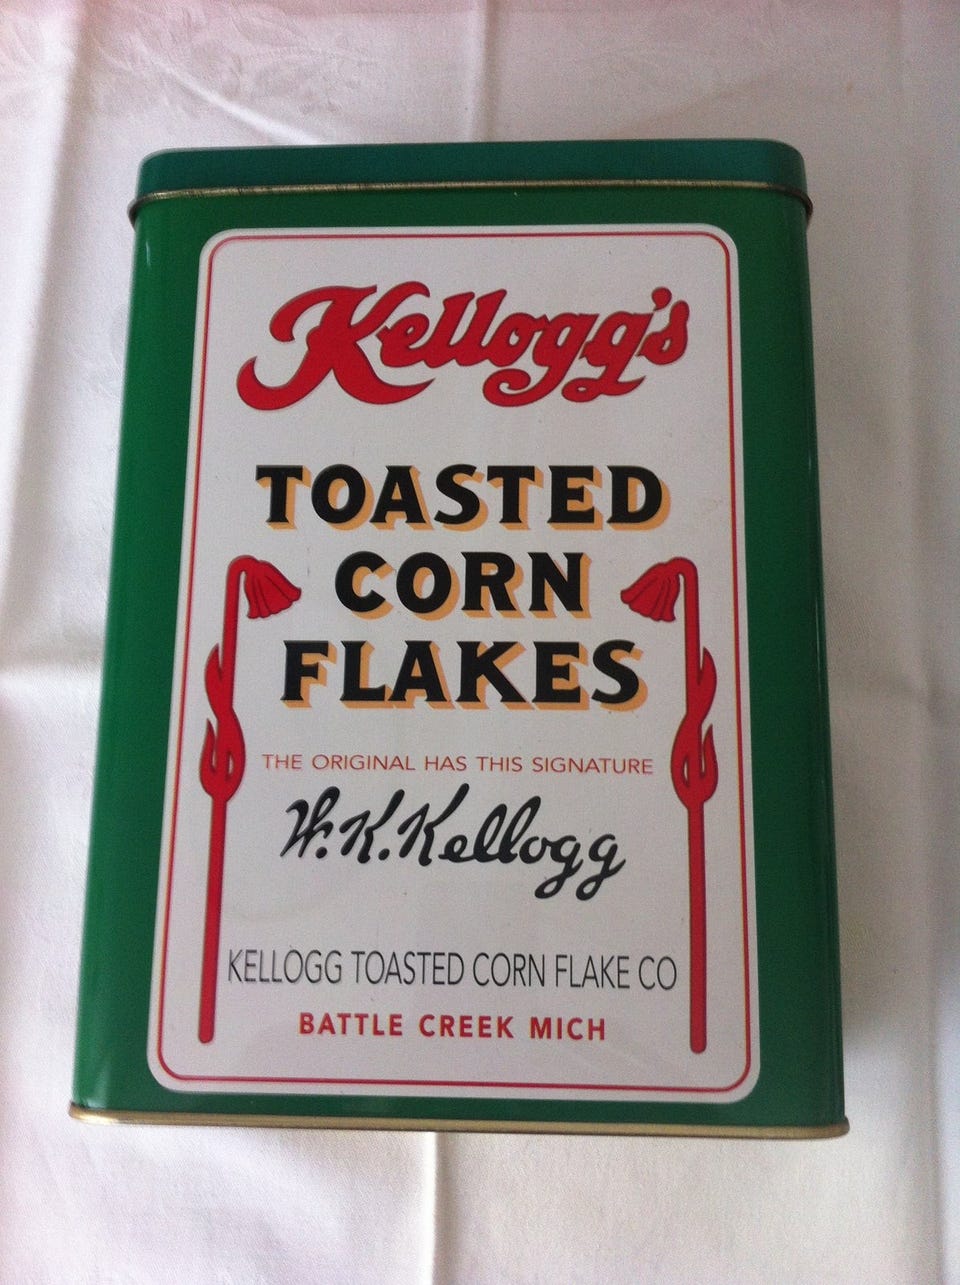 Kellogg's
TOASTED
CORN
FLAKES
THE ORIGINAL HAS THIS SIGNATURE
W.K.Kellogg
KELLOGG TOASTED CORN FLAKE CO
BATTLE CREEK MICH